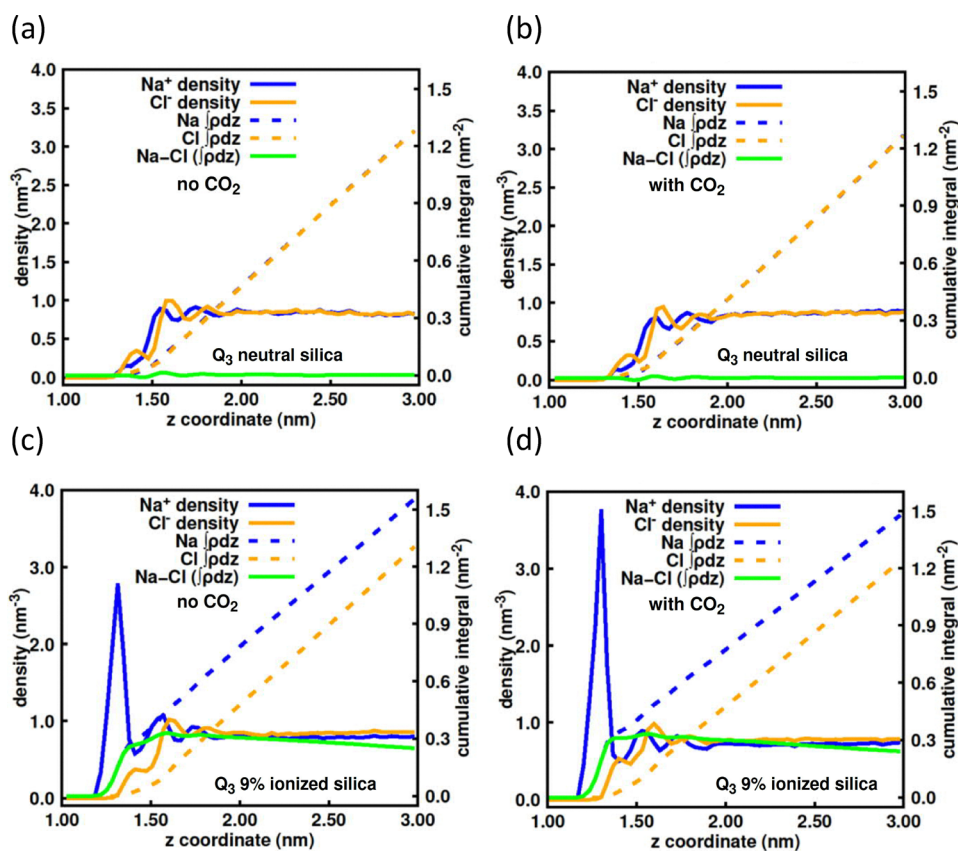 (a)
Na⁺ density
Cl⁻ density
Na ∫ρdz
Cl ∫ρdz
Na–Cl (∫ρdz)
no CO₂
Q₃ neutral silica
density (nm⁻³)
4.0
3.5
3.0
2.5
2.0
1.5
1.0
0.5
0.0
cumulative integral (nm⁻²)
1.5
1.2
0.9
0.6
0.3
0.0
1.00 1.50 2.00 2.50 3.00
z coordinate (nm)
(b)
Na⁺ density
Cl⁻ density
Na ∫ρdz
Cl ∫ρdz
Na–Cl (∫ρdz)
with CO₂
Q₃ neutral silica
density (nm⁻³)
4.0
3.5
3.0
2.5
2.0
1.5
1.0
0.5
0.0
cumulative integral (nm⁻²)
1.5
1.2
0.9
0.6
0.3
0.0
1.00 1.50 2.00 2.50 3.00
z coordinate (nm)
(c)
Na⁺ density
Cl⁻ density
Na ∫ρdz
Cl ∫ρdz
Na–Cl (∫ρdz)
no CO₂
Q₃ 9% ionized silica
density (nm⁻³)
4.0
3.0
2.0
1.0
0.0
cumulative integral (nm⁻²)
1.5
1.2
0.9
0.6
0.3
0.0
1.00 1.50 2.00 2.50 3.00
z coordinate (nm)
(d)
Na⁺ density
Cl⁻ density
Na ∫ρdz
Cl ∫ρdz
Na–Cl (∫ρdz)
with CO₂
Q₃ 9% ionized silica
density (nm⁻³)
4.0
3.5
3.0
2.5
2.0
1.5
1.0
0.5
0.0
cumulative integral (nm⁻²)
1.5
1.2
0.9
0.6
0.3
0.0
1.00 1.50 2.00 2.50 3.00
z coordinate (nm)